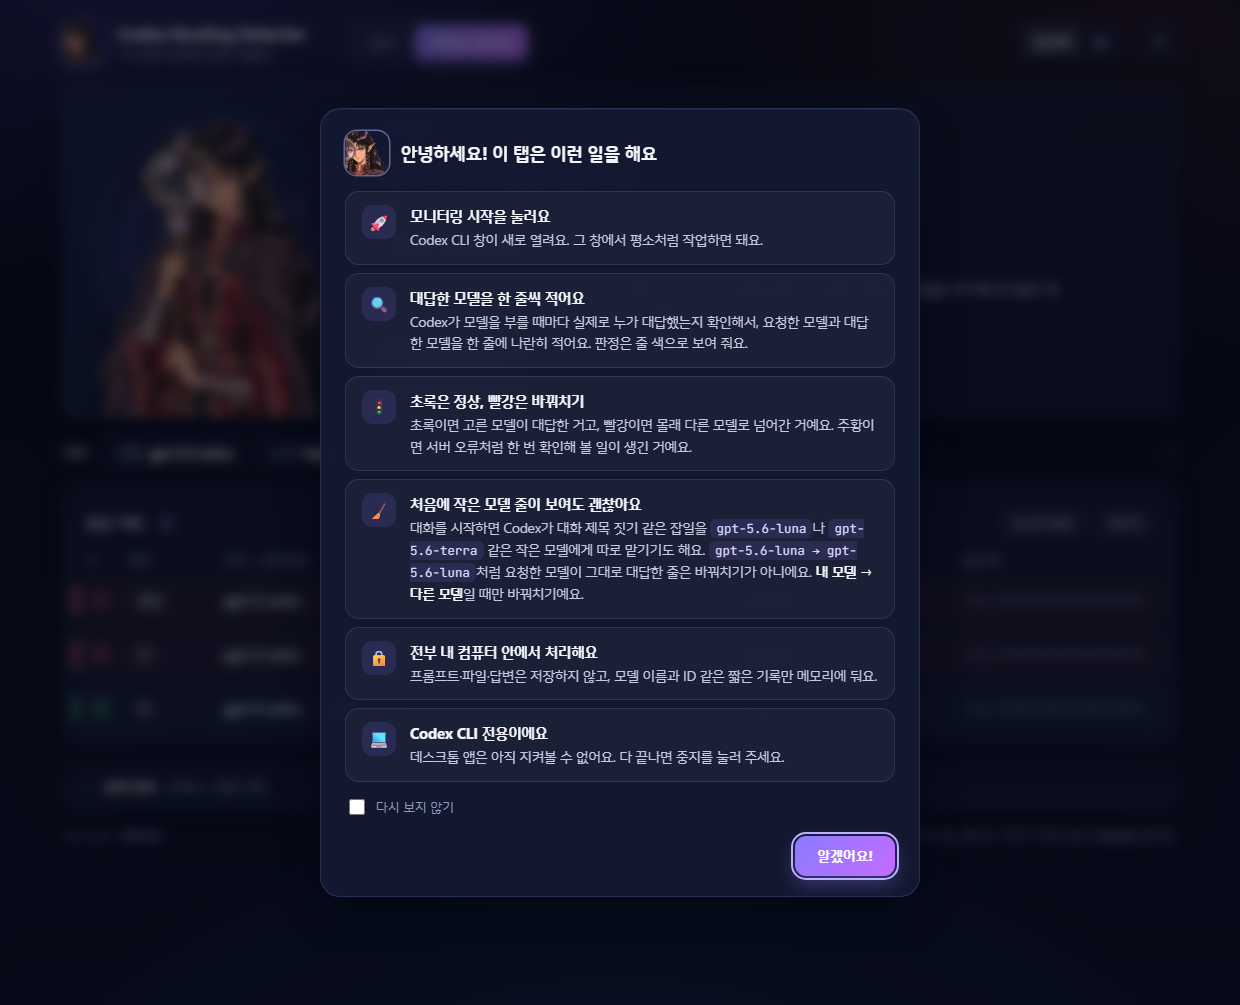 안녕하세요! 이 탭은 이런 일을 해요
모니터링 시작을 눌러요
Codex CLI 창이 새로 열려요. 그 창에서 평소처럼 작업하면 돼요.
대답한 모델을 한 줄씩 적어요
Codex가 모델을 부를 때마다 실제로 누가 대답했는지 확인해서, 요청한 모델과 대답
한 모델을 한 줄에 나란히 적어요. 판정은 줄 색으로 보여 줘요.
초록은 정상, 빨강은 바꿔치기
초록이면 고른 모델이 대답한 거고, 빨강이면 몰래 다른 모델로 넘어간 거예요. 주황이
면 서버 오류처럼 한 번 확인해 볼 일이 생긴 거예요.
처음에 작은 모델 줄이 보여도 괜찮아요
대화를 시작하면 Codex가 대화 제목 짓기 같은 잡일을 gpt-5.6-luna나 gpt-
5.6-terra 같은 작은 모델에게 따로 맡기기도 해요. gpt-5.6-luna → gpt-
5.6-luna처럼 요청한 모델이 그대로 대답한 줄은 바꿔치기가 아니에요. 내 모델 →
다른 모델일 때만 바꿔치기예요.
전부 내 컴퓨터 안에서 처리해요
프롬프트·파일·답변은 저장하지 않고, 모델 이름과 ID 같은 짧은 기록만 메모리에 둬요.
Codex CLI 전용이에요
데스크톱 앱은 아직 지켜볼 수 없어요. 다 끝나면 중지를 눌러 주세요.
다시 보지 않기
알겠어요!